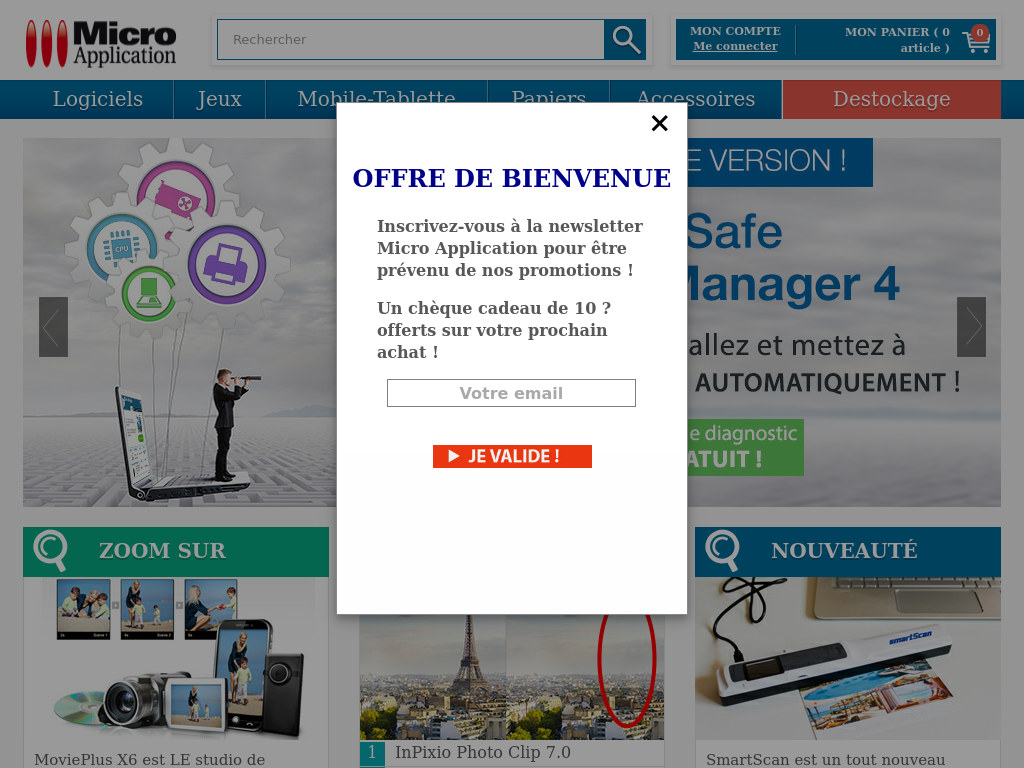 Micro
Application
Rechercher
MON COMPTE
Me connecter
MON PANIER ( 0
article )
0
Logiciels
Jeux
Mobile-Tablette
Papiers
Accessoires
Destockage
E VERSION !
Safe
Manager 4
allez et mettez à
AUTOMATIQUEMENT !
e diagnostic
ATUIT !
CPU
OFFRE DE BIENVENUE
Inscrivez-vous à la newsletter
Micro Application pour être
prévenu de nos promotions !
Un chèque cadeau de 10 ?
offerts sur votre prochain
achat !
Votre email
JE VALIDE !
ZOOM SUR
NOUVEAUTÉ
smartScan
1
InPixio Photo Clip 7.0
MoviePlus X6 est LE studio de
SmartScan est un tout nouveau